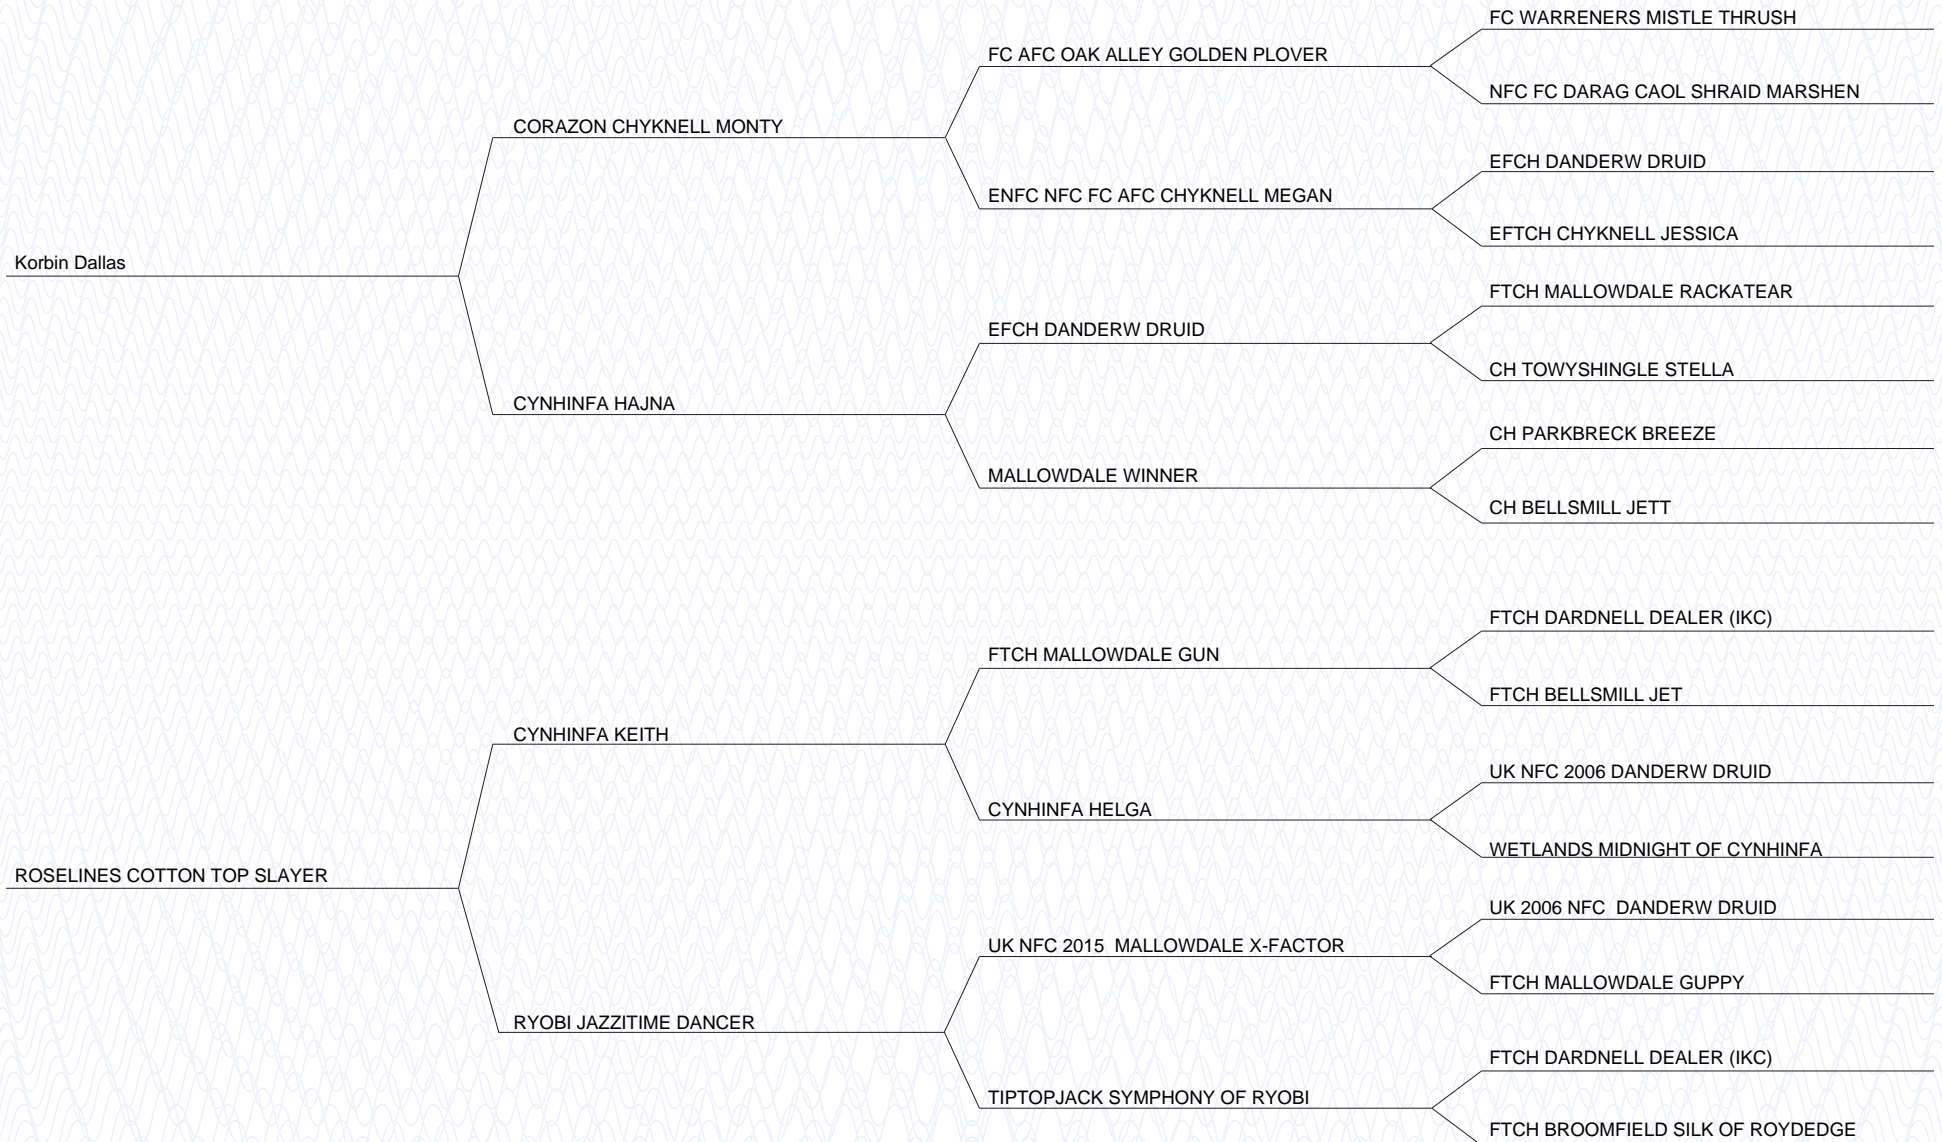 FC WARRENERS MISTLE THRUSH
FC AFC OAK ALLEY GOLDEN PLOVER
NFC FC DARAG CAOL SHRAID MARSHEN
CORAZON CHYKNELL MONTY
EFCH DANDERW DRUID
ENFC NFC FC AFC CHYKNELL MEGAN
EFTCH CHYKNELL JESSICA
Korbin Dallas
FTCH MALLOWDALE RACKATEAR
EFCH DANDERW DRUID
CH TOWYSHINGLE STELLA
CYNHINFA HAJNA
CH PARKBRECK BREEZE
MALLOWDALE WINNER
CH BELLSMILL JETT
FTCH DARDNELL DEALER (IKC)
FTCH MALLOWDALE GUN
FTCH BELLSMILL JET
CYNHINFA KEITH
UK NFC 2006 DANDERW DRUID
CYNHINFA HELGA
WETLANDS MIDNIGHT OF CYNHINFA
ROSELINES COTTON TOP SLAYER
UK 2006 NFC  DANDERW DRUID
UK NFC 2015  MALLOWDALE X-FACTOR
FTCH MALLOWDALE GUPPY
RYOBI JAZZITIME DANCER
FTCH DARDNELL DEALER (IKC)
TIPTOPJACK SYMPHONY OF RYOBI
FTCH BROOMFIELD SILK OF ROYDEDGE